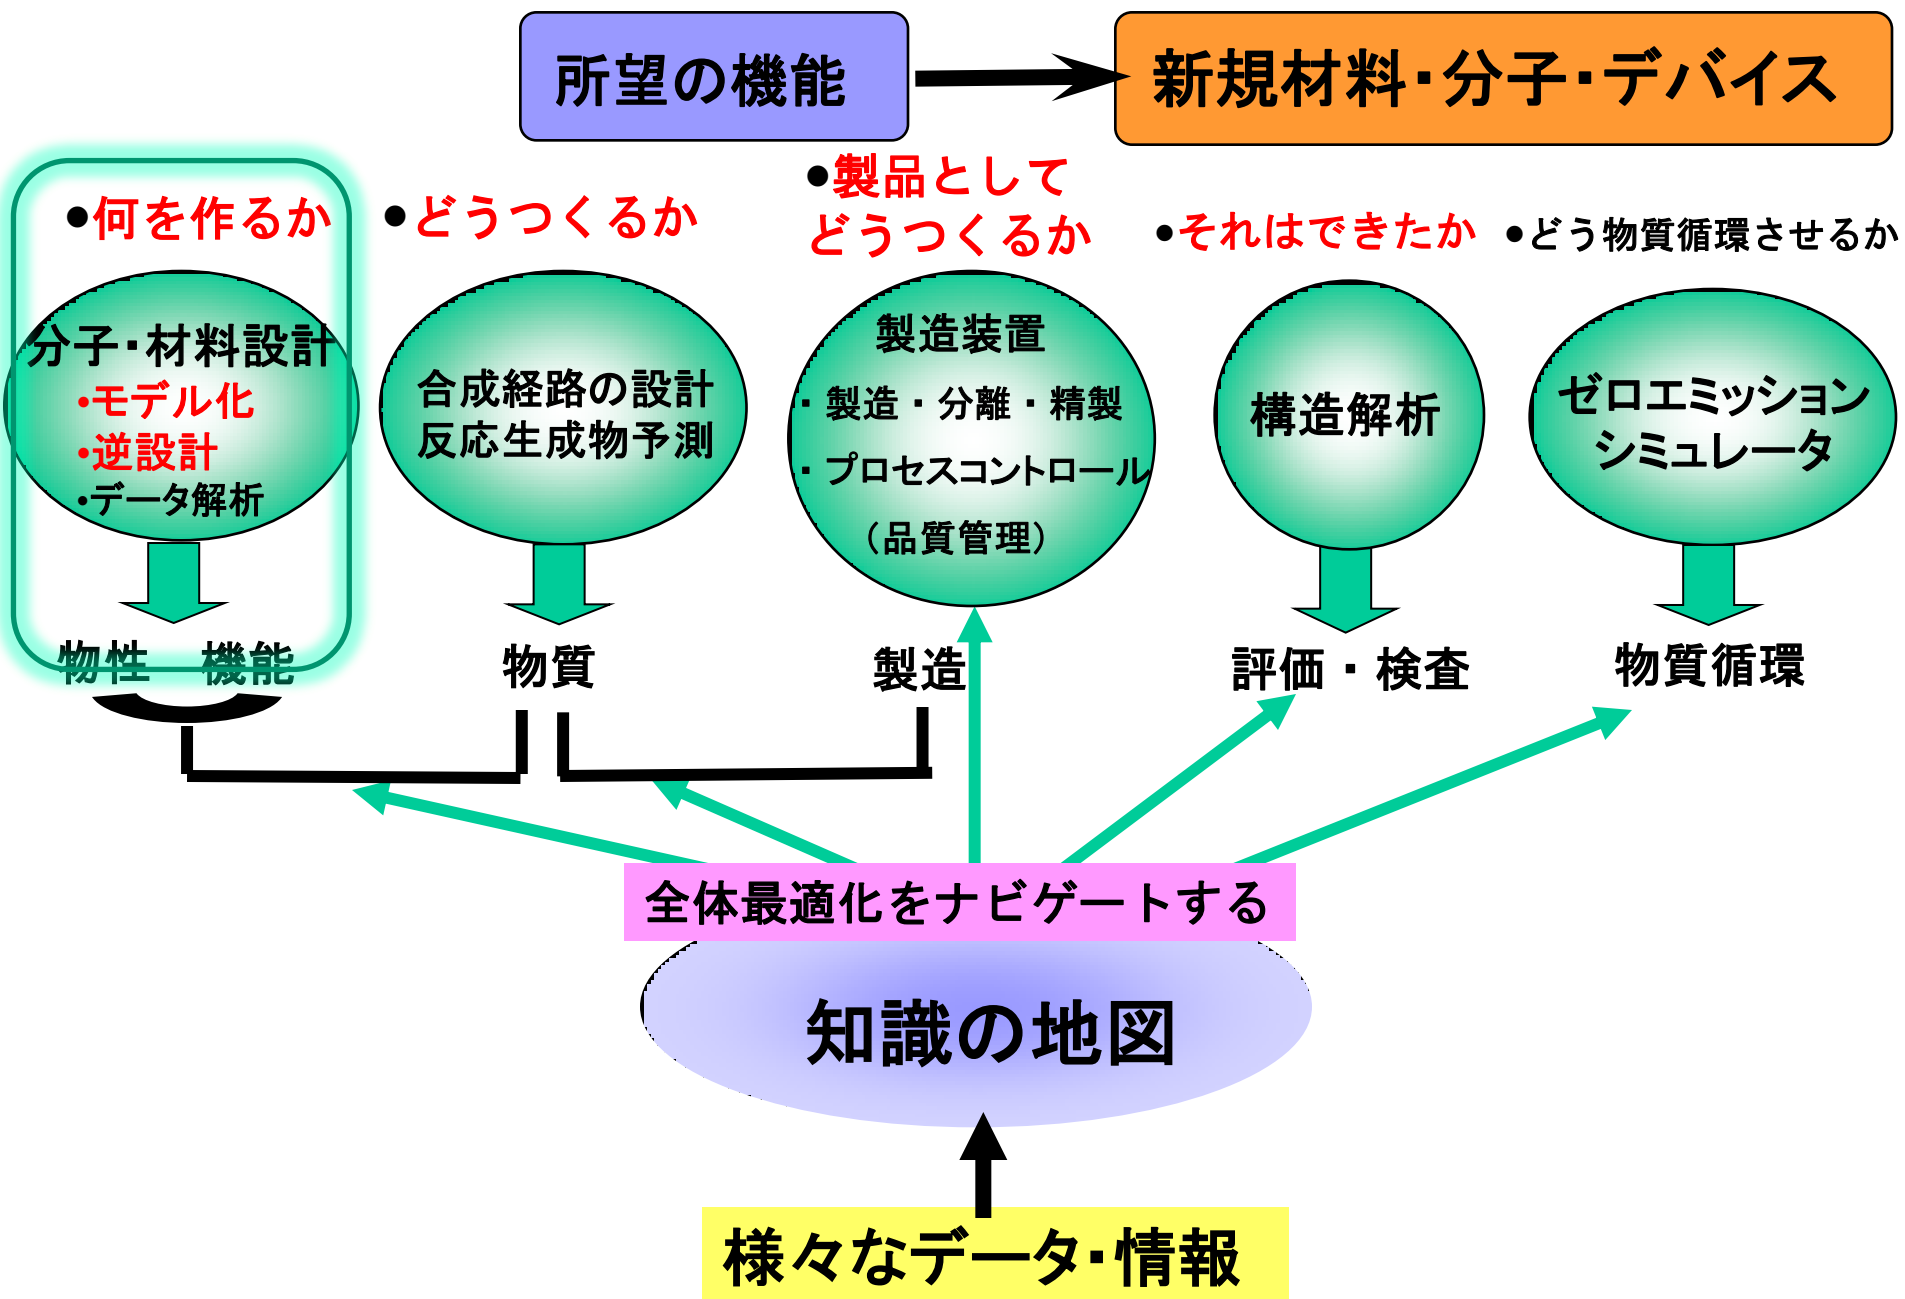 所望の機能
新規材料・分子・デバイス
•何を作るか
•どうつくるか
•製品として
どうつくるか
•それはできたか
•どう物質循環させるか
分子・材料設計
•モデル化
•逆設計
•データ解析
合成経路の設計
反応生成物予測
製造装置
・製造・分離・精製
・プロセスコントロール
（品質管理）
構造解析
ゼロエミッション
シミュレータ
物性 機能
物質
製造
評価・検査
物質循環
全体最適化をナビゲートする
知識の地図
様々なデータ・情報